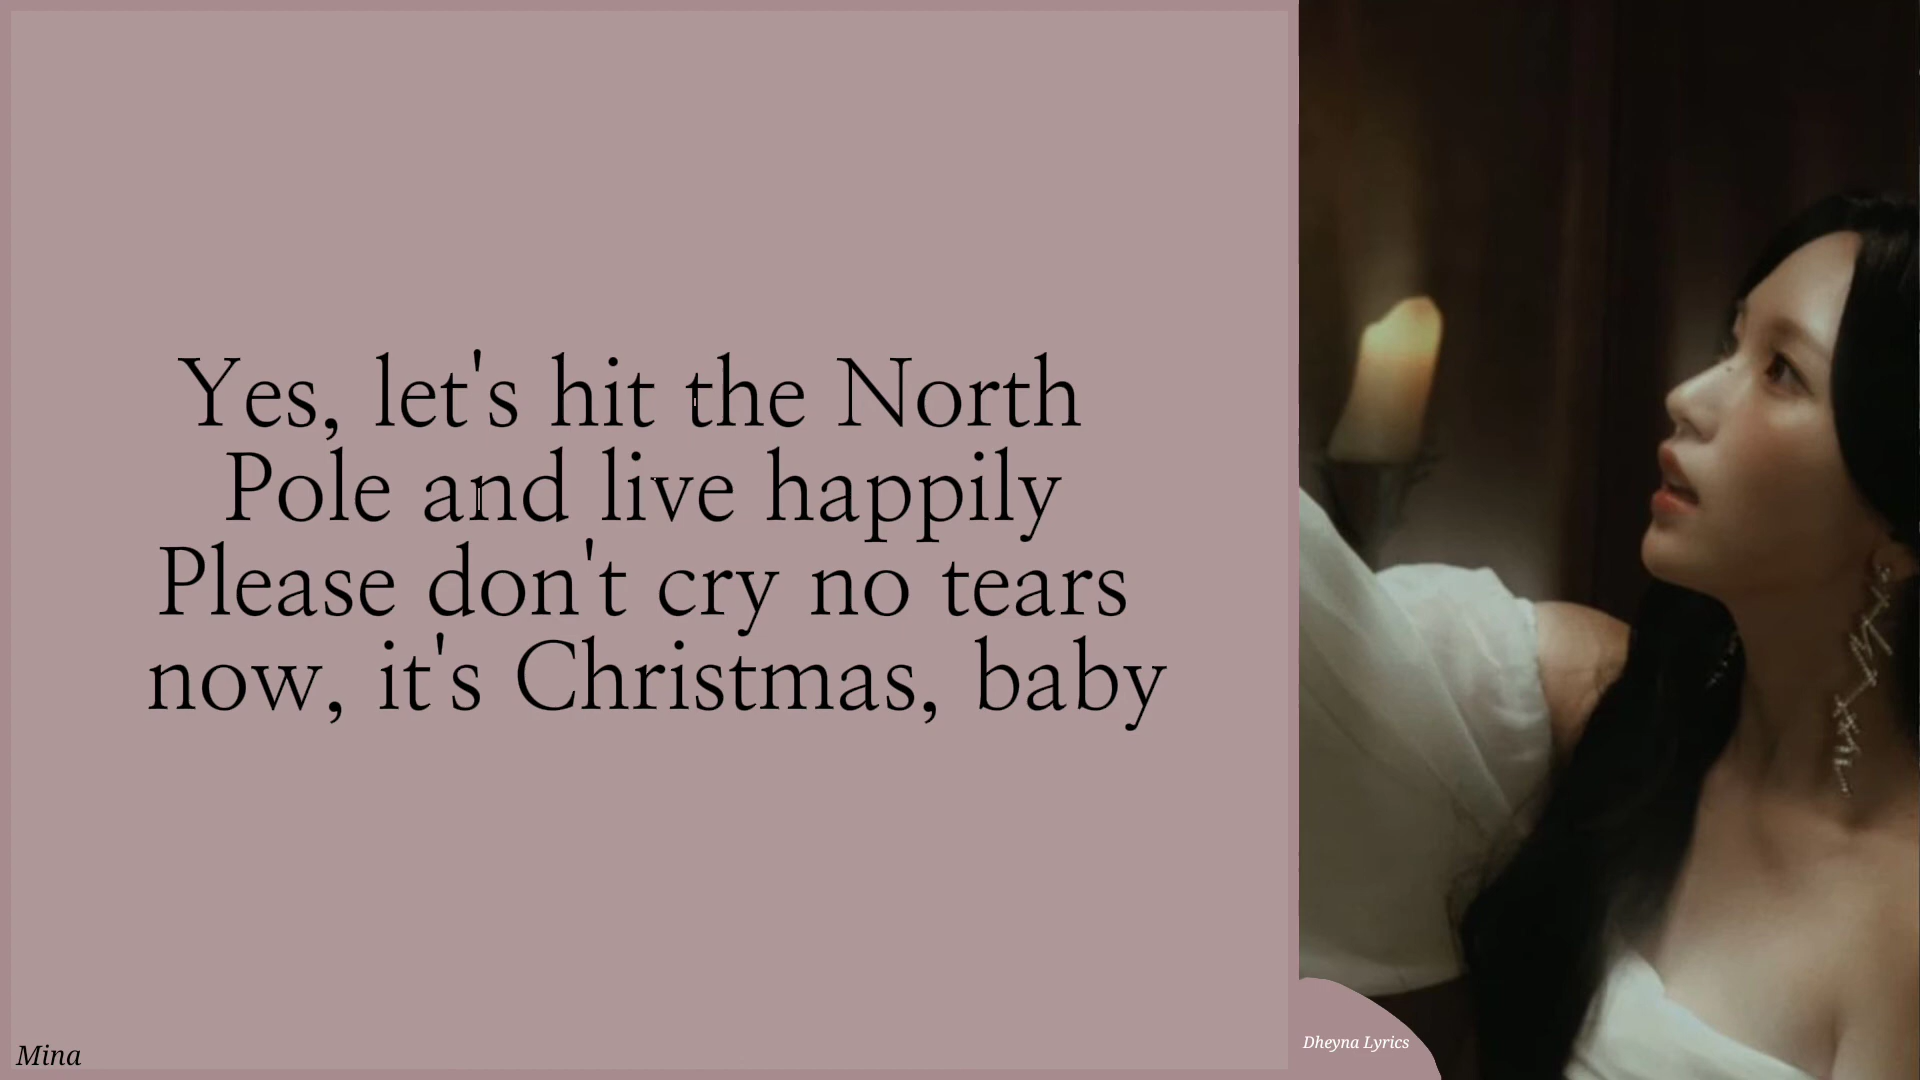 Yes, let's hit the North
Pole and live happily
Please don't cry no tears
now, it's Christmas, baby
Mina
Dheyna Lyrics